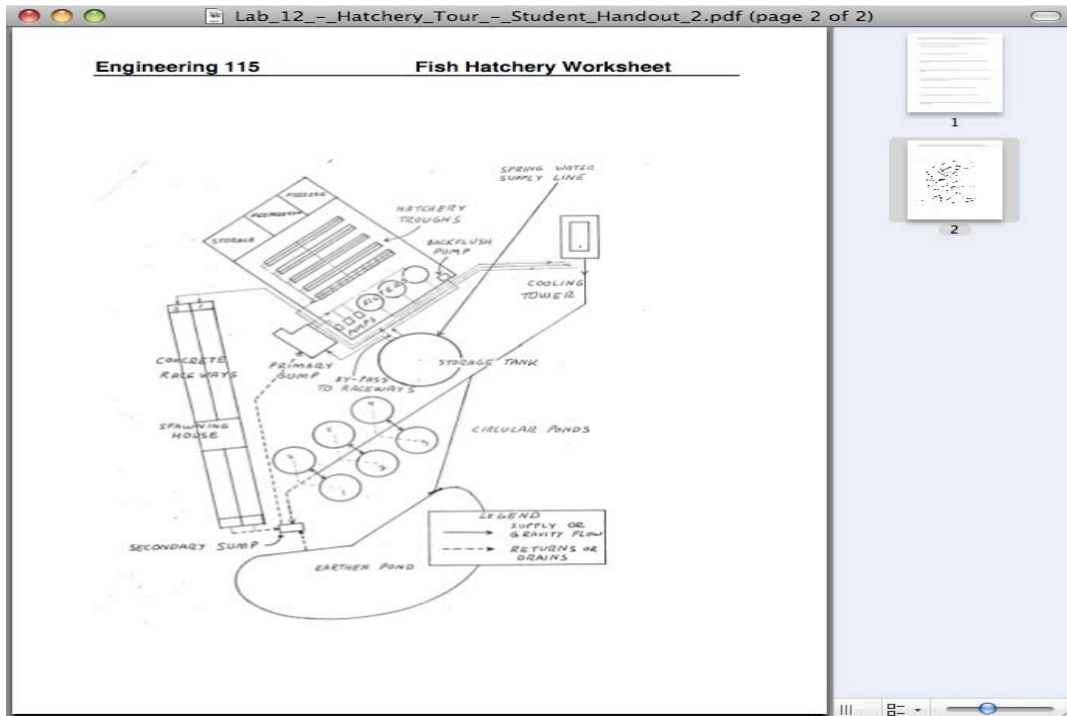 Lab_12_-_Hatchery_Tour_-_Student_Handout_2.pdf (page 2 of 2)
Engineering 115 Fish Hatchery Worksheet
SPRING WATER
SUPPLY LINE
FREEZER
HATCHERY
TROUGHS
STORAGE
BACKFLUSH
PUMP
FILTERS
PUMPS
COOLING
TOWER
CONCRETE
RACEWAYS
PRIMARY
SUMP
BY-PASS
TO RACEWAYS
STORAGE TANK
SPAWNING
HOUSE
CIRCULAR PONDS
SECONDARY SUMP
EARTHEN POND
LEGEND
SUPPLY OR
GRAVITY FLOW
RETURNS OR
DRAINS
1
2